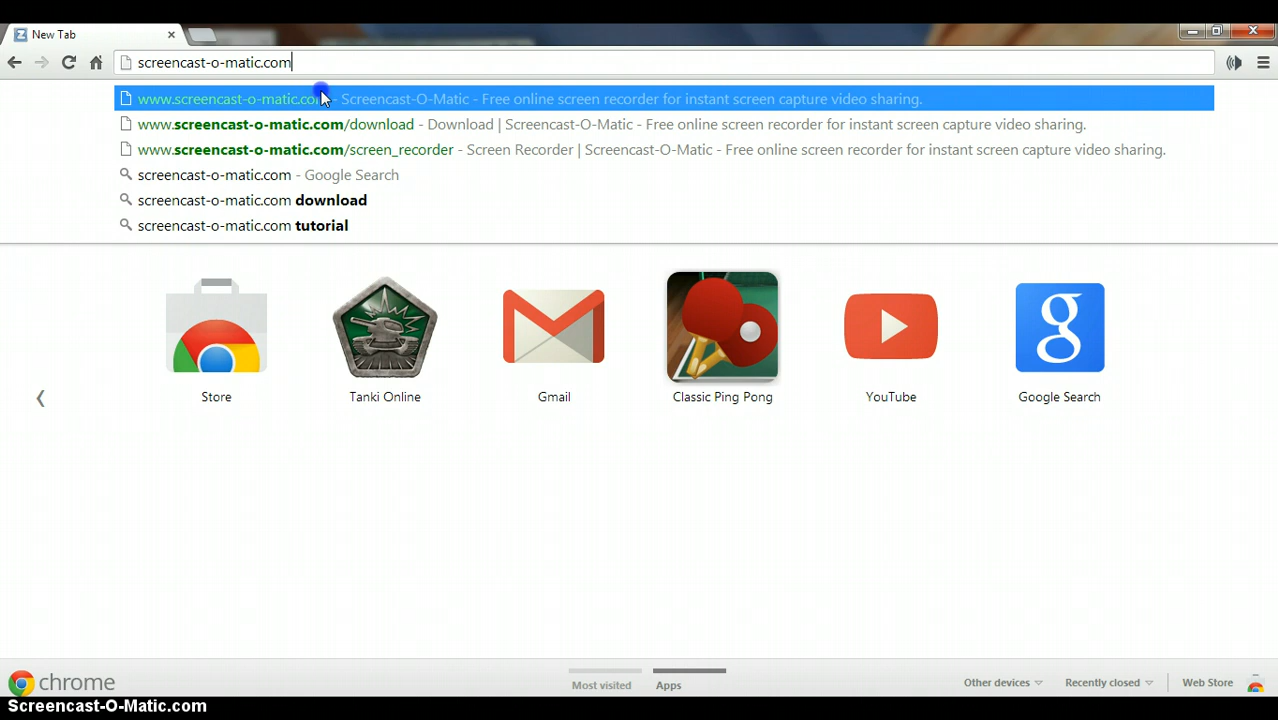 New Tab
screencast-o-matic.com
www.screencast-o-matic.com - Screencast-O-Matic - Free online screen recorder for instant screen capture video sharing.
www.screencast-o-matic.com/download - Download | Screencast-O-Matic - Free online screen recorder for instant screen capture video sharing.
www.screencast-o-matic.com/screen_recorder - Screen Recorder | Screencast-O-Matic - Free online screen recorder for instant screen capture video sharing.
screencast-o-matic.com - Google Search
screencast-o-matic.com download
screencast-o-matic.com tutorial
Store Tanki Online Gmail Classic Ping Pong YouTube Google Search
chrome Most visited Apps Other devices Recently closed Web Store
Screencast-O-Matic.com